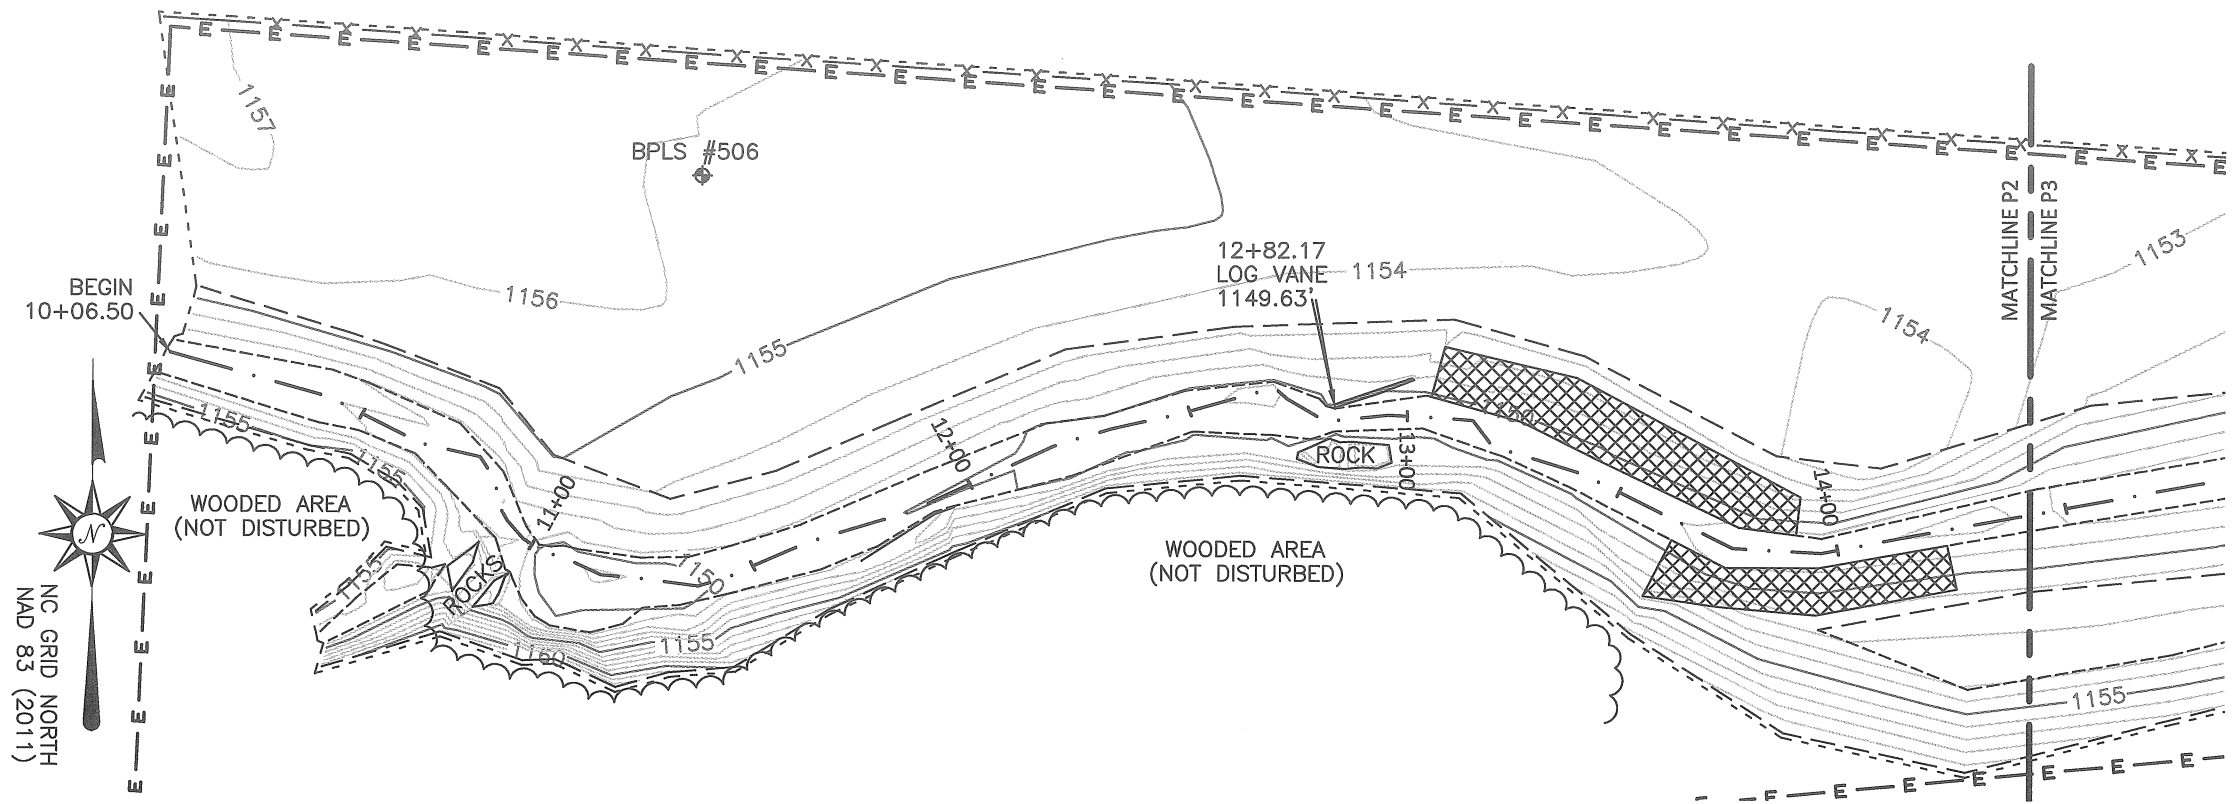 1157
BPLS #506
MATCHLINE P2
MATCHLINE P3
1153
12+82.17
LOG VANE
1149.63'
1154
BEGIN
10+06.50
1156
1154
1155
1155
1155
12+00
ROCK
13+00
14+00
WOODED AREA
(NOT DISTURBED)
11+00
N
WOODED AREA
(NOT DISTURBED)
1155
ROCKS
1150
NC GRID NORTH
NAD 83 (2011)
1155
1160
1155